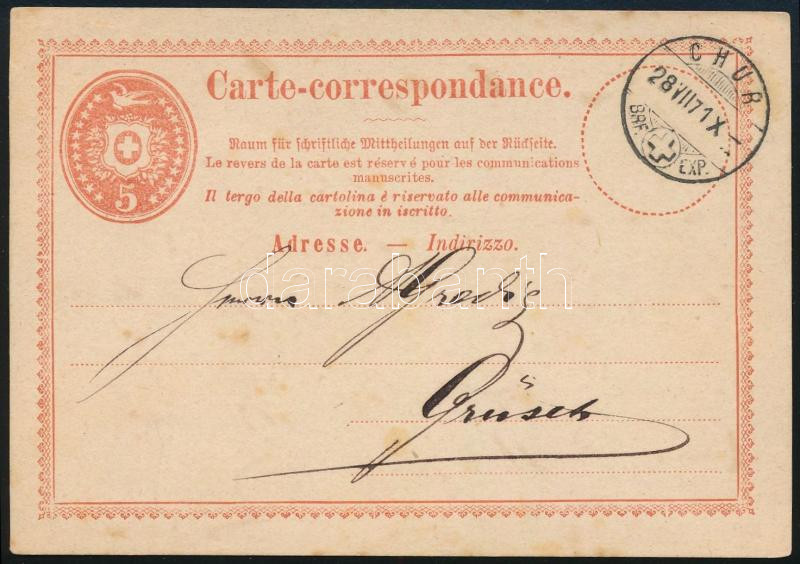 Carte-correspondance.
CHUR
28 VII 71 X
BRF. EXP.
5
Raum für schriftliche Mittheilungen auf der Rückseite.
Le revers de la carte est réservé pour les communications
manuscrites.
Il tergo della cartolina è riservato alle communica-
zione in iscritto.
Adresse. — Indirizzo.
darabanth
Grüsch